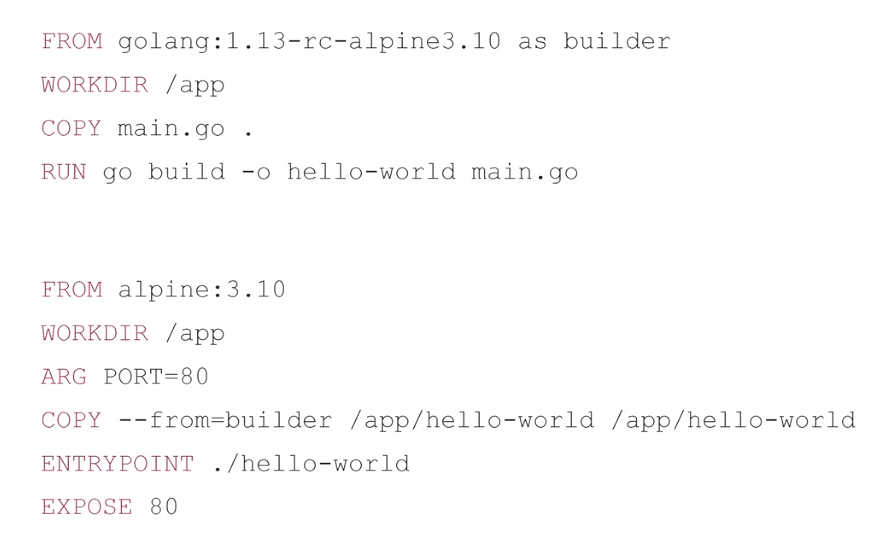 FROM golang:1.13-rc-alpine3.10 as builder
WORKDIR /app
COPY main.go .
RUN go build -o hello-world main.go
FROM alpine:3.10
WORKDIR /app
ARG PORT=80
COPY --from=builder /app/hello-world /app/hello-world
ENTRYPOINT ./hello-world
EXPOSE 80